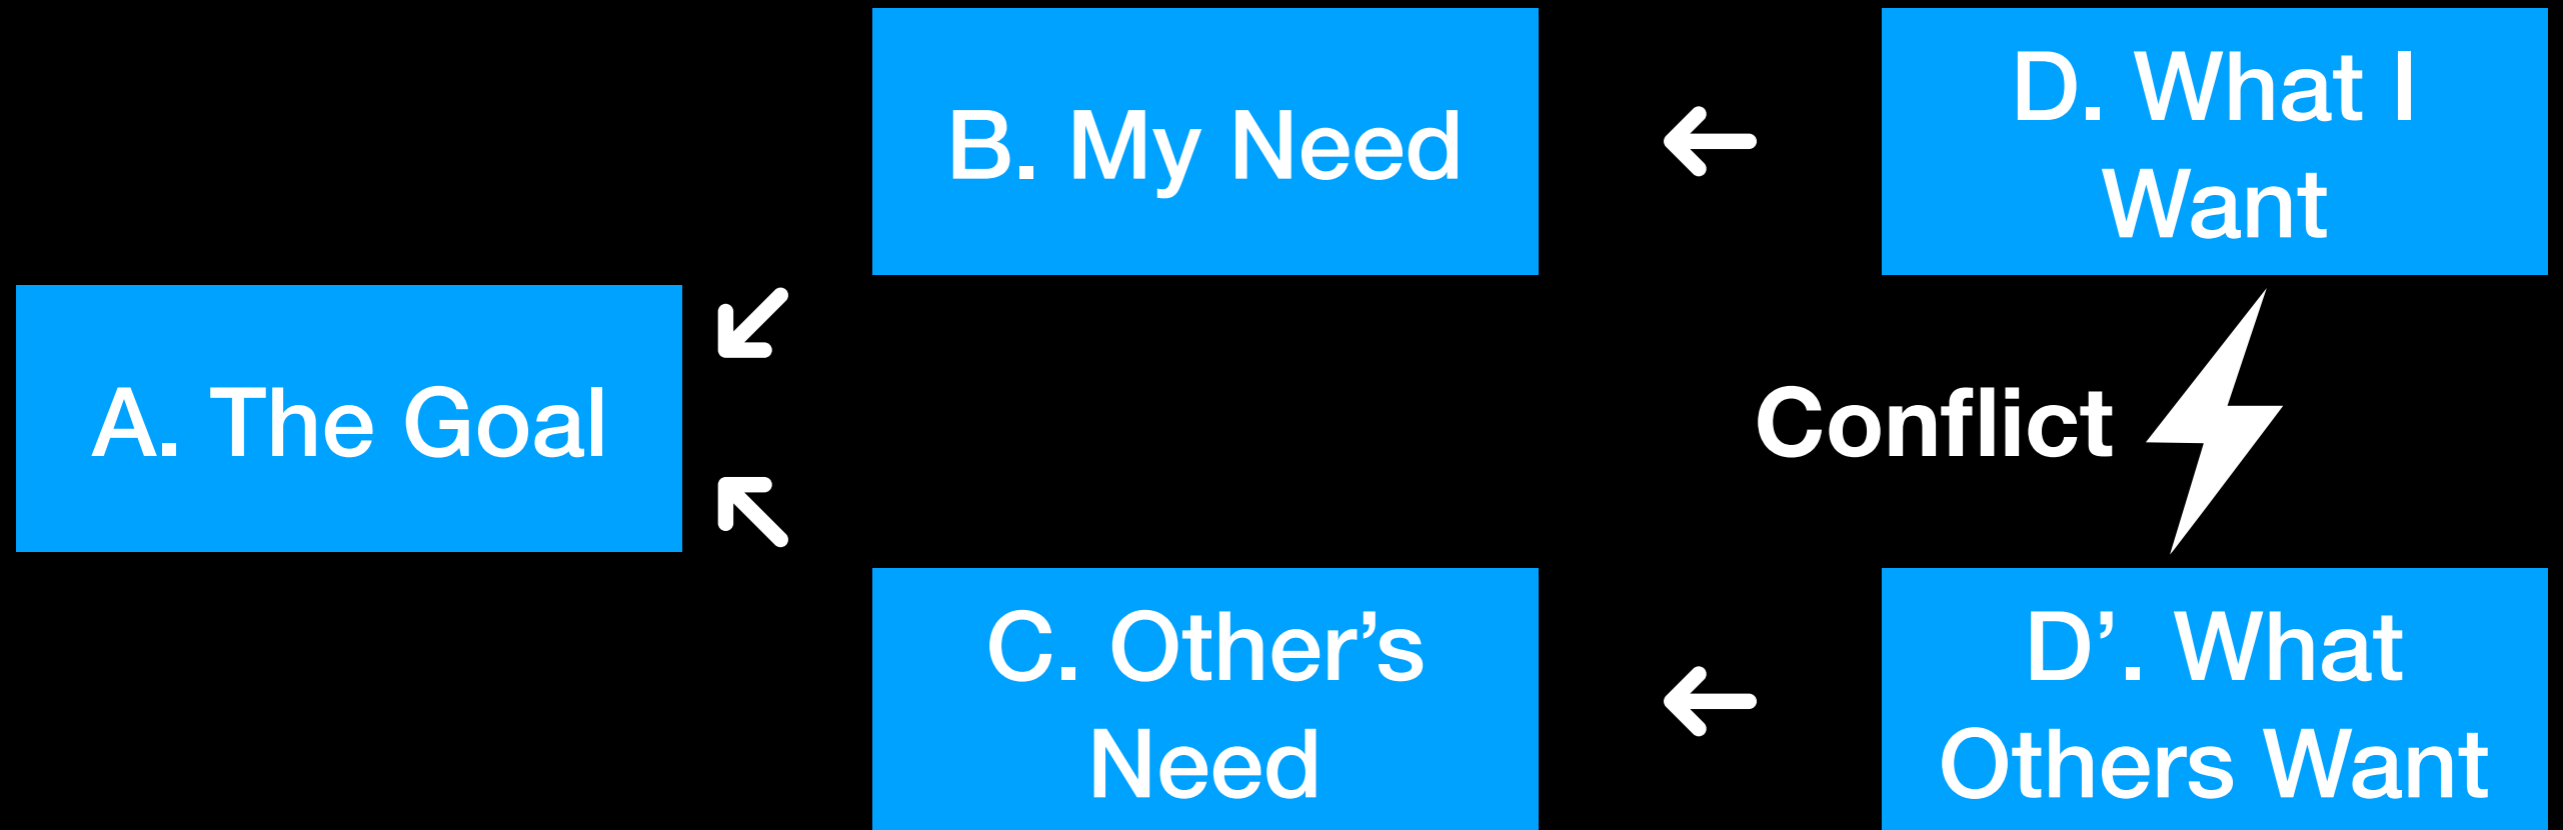 B. My Need
D. What I
Want
A. The Goal
Conflict
C. Other’s
Need
D’. What
Others Want